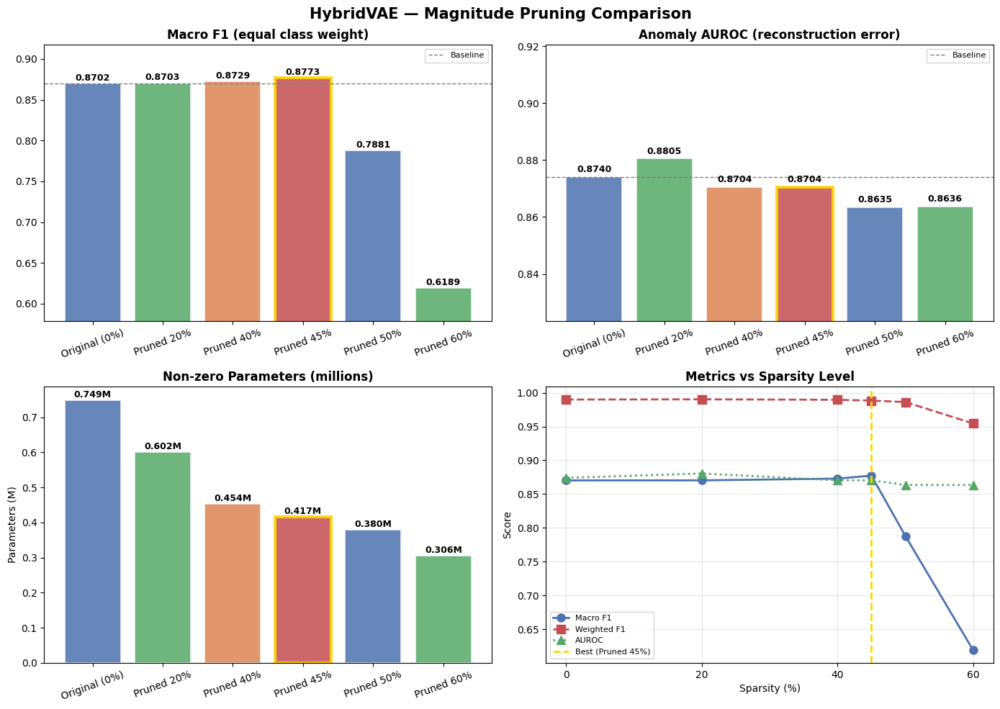 HybridVAE — Magnitude Pruning Comparison
Macro F1 (equal class weight)
Baseline
0.90
0.85
0.80
0.75
0.70
0.65
0.60
0.8702
0.8703
0.8729
0.8773
0.7881
0.6189
Original (0%)
Pruned 20%
Pruned 40%
Pruned 45%
Pruned 50%
Pruned 60%
Anomaly AUROC (reconstruction error)
Baseline
0.92
0.90
0.88
0.86
0.84
0.8740
0.8805
0.8704
0.8704
0.8635
0.8636
Original (0%)
Pruned 20%
Pruned 40%
Pruned 45%
Pruned 50%
Pruned 60%
Non-zero Parameters (millions)
Parameters (M)
0.7
0.6
0.5
0.4
0.3
0.2
0.1
0.0
0.749M
0.602M
0.454M
0.417M
0.380M
0.306M
Original (0%)
Pruned 20%
Pruned 40%
Pruned 45%
Pruned 50%
Pruned 60%
Metrics vs Sparsity Level
Score
1.00
0.95
0.90
0.85
0.80
0.75
0.70
0.65
Macro F1
Weighted F1
AUROC
Best (Pruned 45%)
0
20
40
60
Sparsity (%)